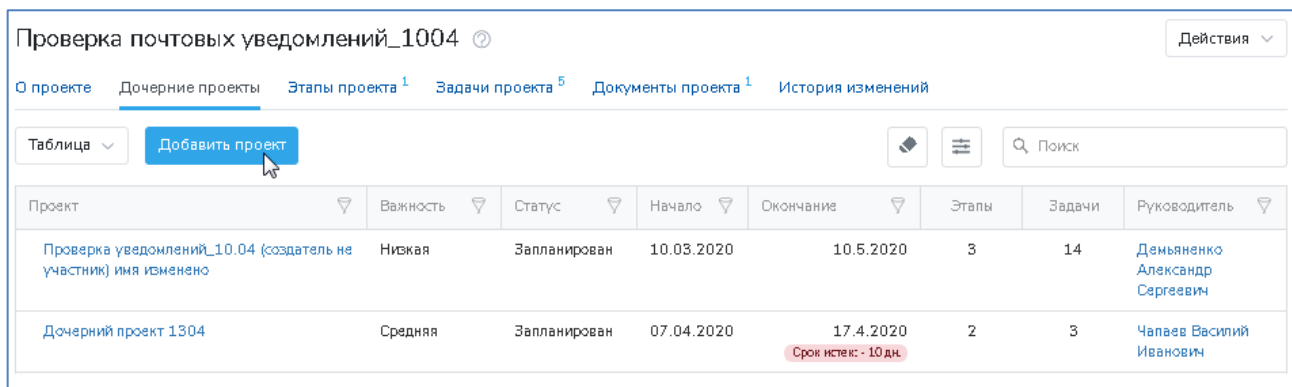 Проверка почтовых уведомлений_1004 ?
Действия
О проекте Дочерние проекты Этапы проекта 1 Задачи проекта 5 Документы проекта 1 История изменений
Таблица Добавить проект Поиск
Проект Важность Статус Начало Окончание Этапы Задачи Руководитель
Проверка уведомлений_10.04 (создатель не Низкая Запланирован 10.03.2020 10.5.2020 3 14 Демьяненко
участник) имя изменено Александр
Сергеевич
Дочерний проект 1304 Средняя Запланирован 07.04.2020 17.4.2020 2 3 Чапаев Василий
Срок истек: - 10 дн. Иванович